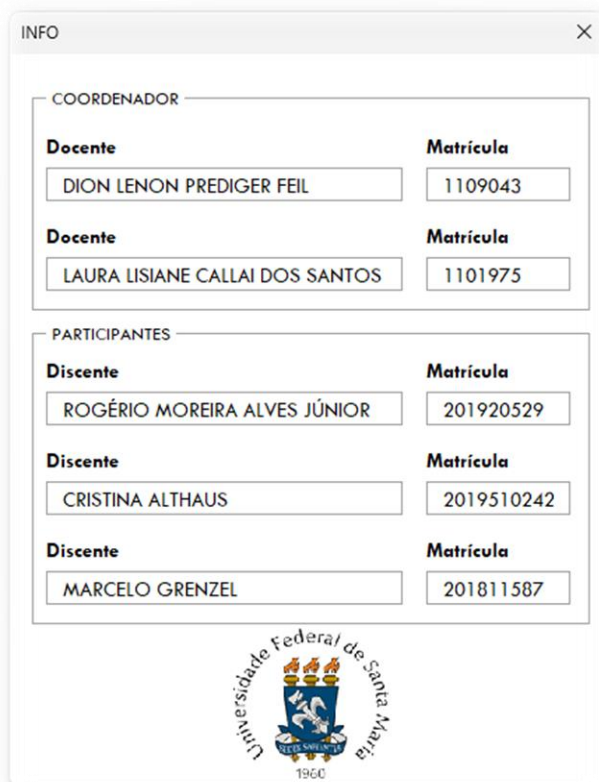 INFO
COORDENADOR
Docente Matrícula
DION LENON PREDIGER FEIL 1109043
Docente Matrícula
LAURA LISIANE CALLAI DOS SANTOS 1101975
PARTICIPANTES
Discente Matrícula
ROGÉRIO MOREIRA ALVES JÚNIOR 201920529
Discente Matrícula
CRISTINA ALTHAUS 2019510242
Discente Matrícula
MARCELO GRENZEL 201811587
Universidade Federal de Santa Maria
SEDES SAPIENTIAE
1960